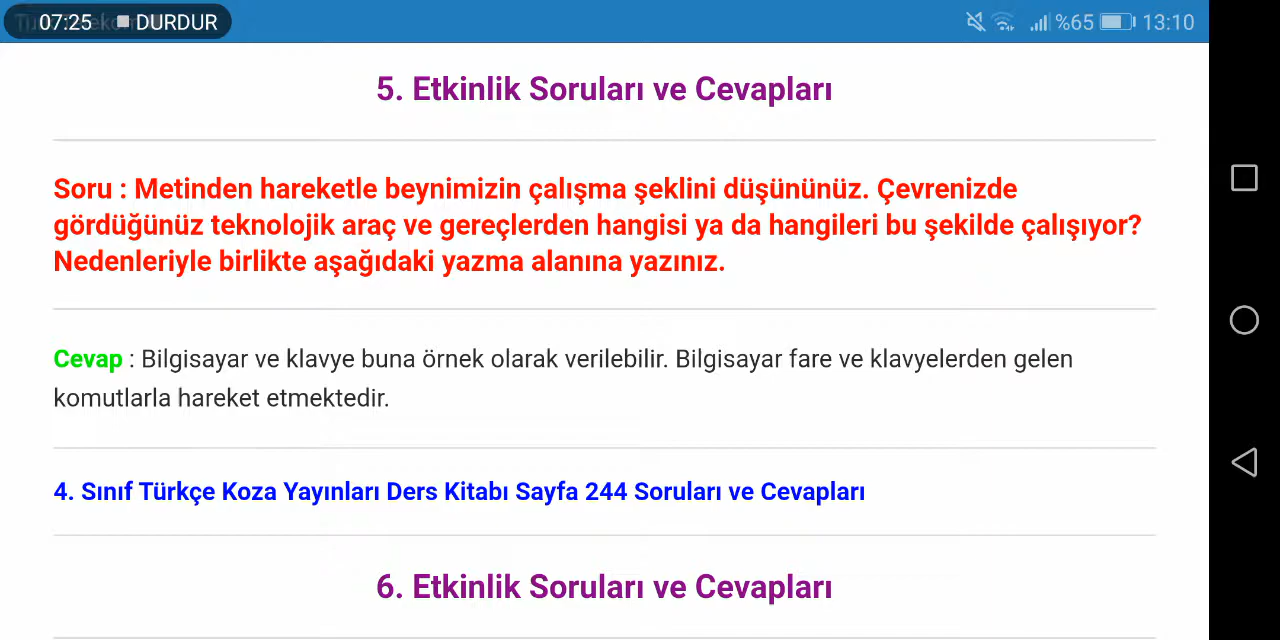 07:25 DURDUR %65 13:10
5. Etkinlik Soruları ve Cevapları
Soru : Metinden hareketle beynimizin çalışma şeklini düşününüz. Çevrenizde
gördüğünüz teknolojik araç ve gereçlerden hangisi ya da hangileri bu şekilde çalışıyor?
Nedenleriyle birlikte aşağıdaki yazma alanına yazınız.
Cevap : Bilgisayar ve klavye buna örnek olarak verilebilir. Bilgisayar fare ve klavyelerden gelen
komutlarla hareket etmektedir.
4. Sınıf Türkçe Koza Yayınları Ders Kitabı Sayfa 244 Soruları ve Cevapları
6. Etkinlik Soruları ve Cevapları